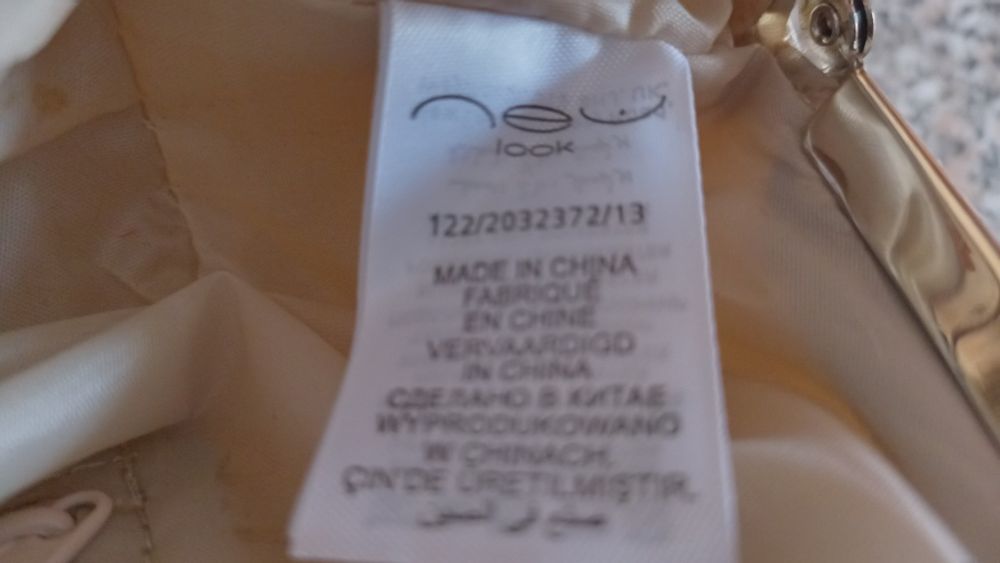 new
look
122/2032372/13
MADE IN CHINA
FABRIQUÉ
EN CHINE
VERVAARDIGD
IN CHINA
СДЕЛАНО В КИТАЕ
WYPRODUKOWANO
W CHINACH.
ÇİN'DE ÜRETİLMİŞTİR.
صنع في الصين